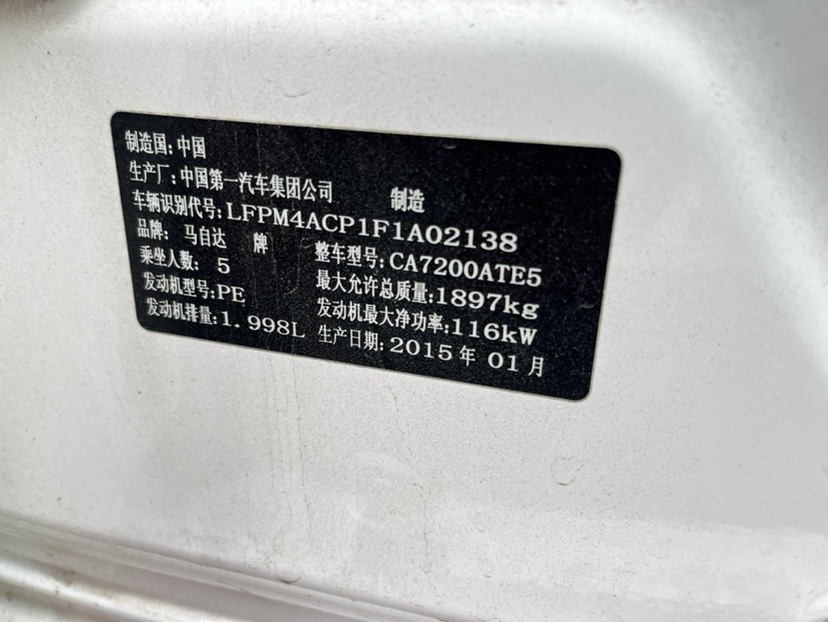 制造国:中国
生产厂:中国第一汽车集团公司 制造
车辆识别代号:LFPM4ACP1F1A02138
品牌: 马自达 牌 整车型号:CA7200ATE5
乘坐人数: 5 最大允许总质量:1897kg
发动机型号:PE 发动机最大净功率:116kW
发动机排量:1.998L 生产日期:2015年 01月